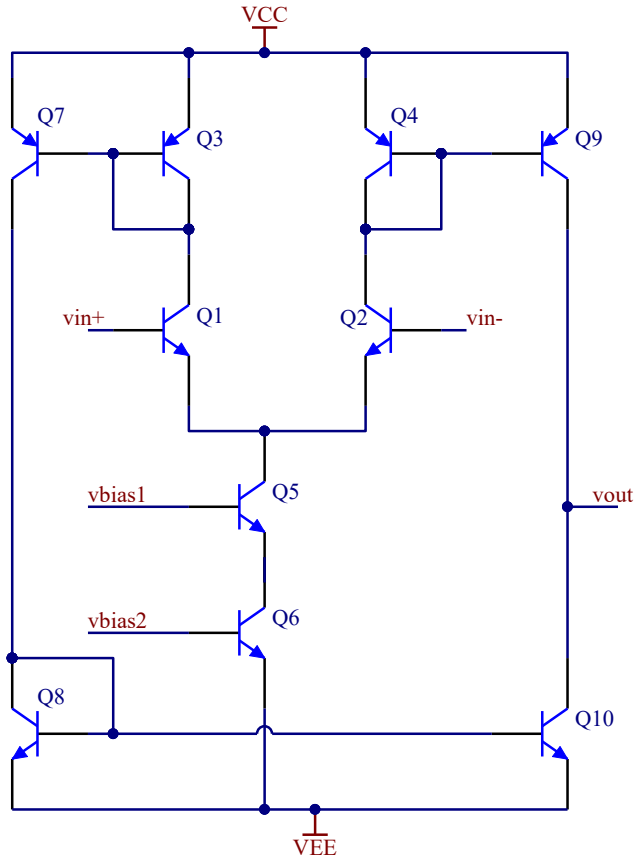 VCC
Q7
Q3
Q4
Q9
vin+
Q1
Q2
vin-
vbias1
Q5
vout
vbias2
Q6
Q8
Q10
VEE